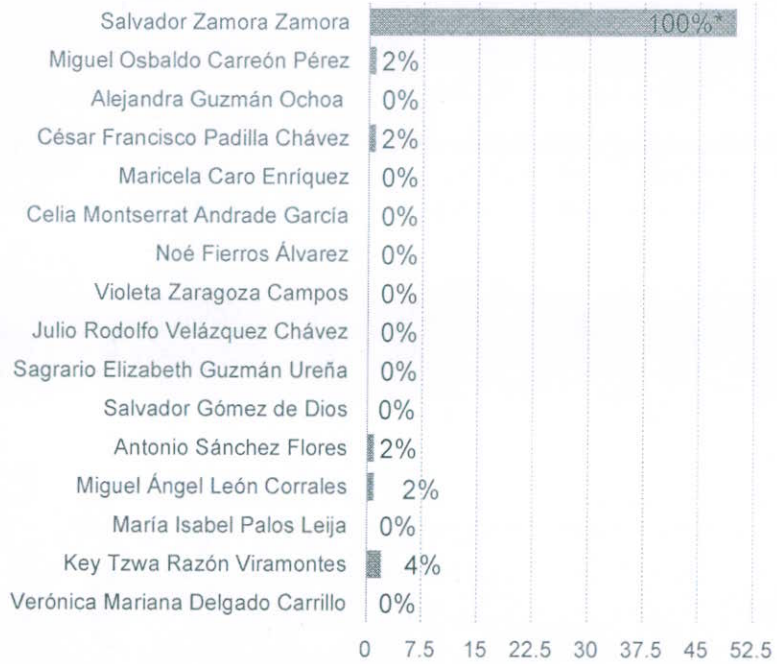 Salvador Zamora Zamora 100%*
Miguel Osbaldo Carreón Pérez 2%
Alejandra Guzmán Ochoa 0%
César Francisco Padilla Chávez 2%
Maricela Caro Enríquez 0%
Celia Montserrat Andrade García 0%
Noé Fierros Álvarez 0%
Violeta Zaragoza Campos 0%
Julio Rodolfo Velázquez Chávez 0%
Sagrario Elizabeth Guzmán Ureña 0%
Salvador Gómez de Dios 0%
Antonio Sánchez Flores 2%
Miguel Ángel León Corrales 2%
María Isabel Palos Leija 0%
Key Tzwa Razón Viramontes 4%
Verónica Mariana Delgado Carrillo 0%
0 7.5 15 22.5 30 37.5 45 52.5